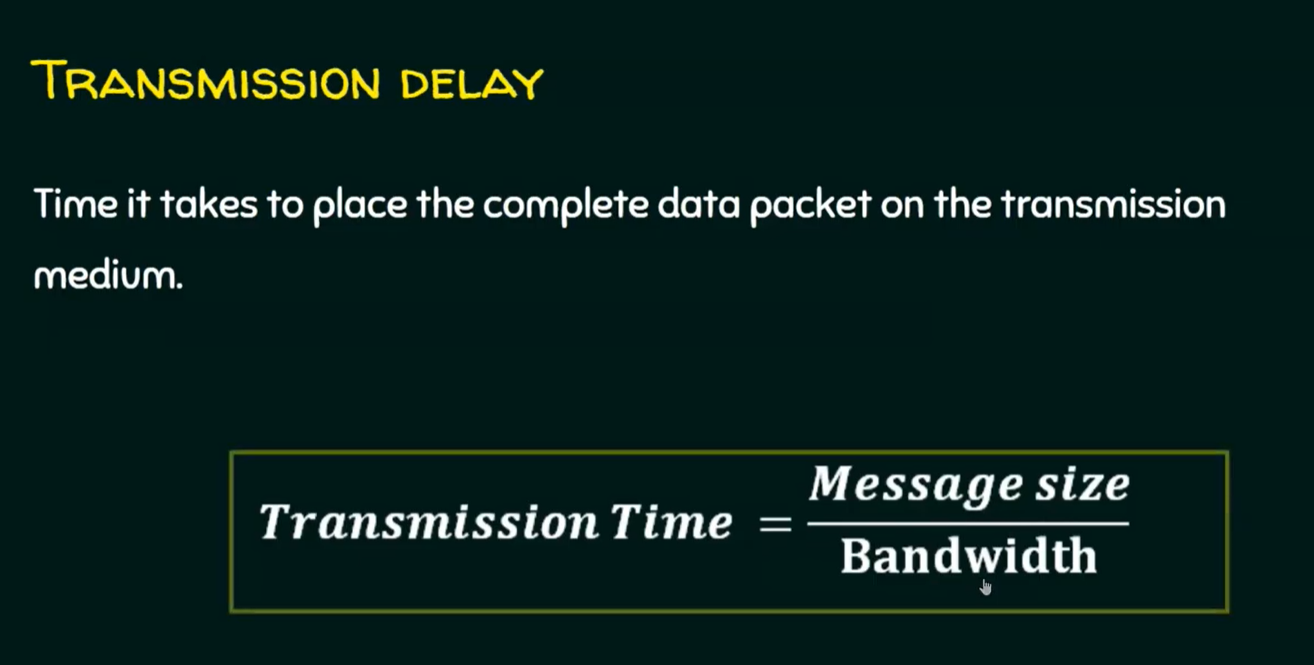 TRANSMISSION DELAY
Time it takes to place the complete data packet on the transmission
medium.
Transmission Time = Message size / Bandwidth